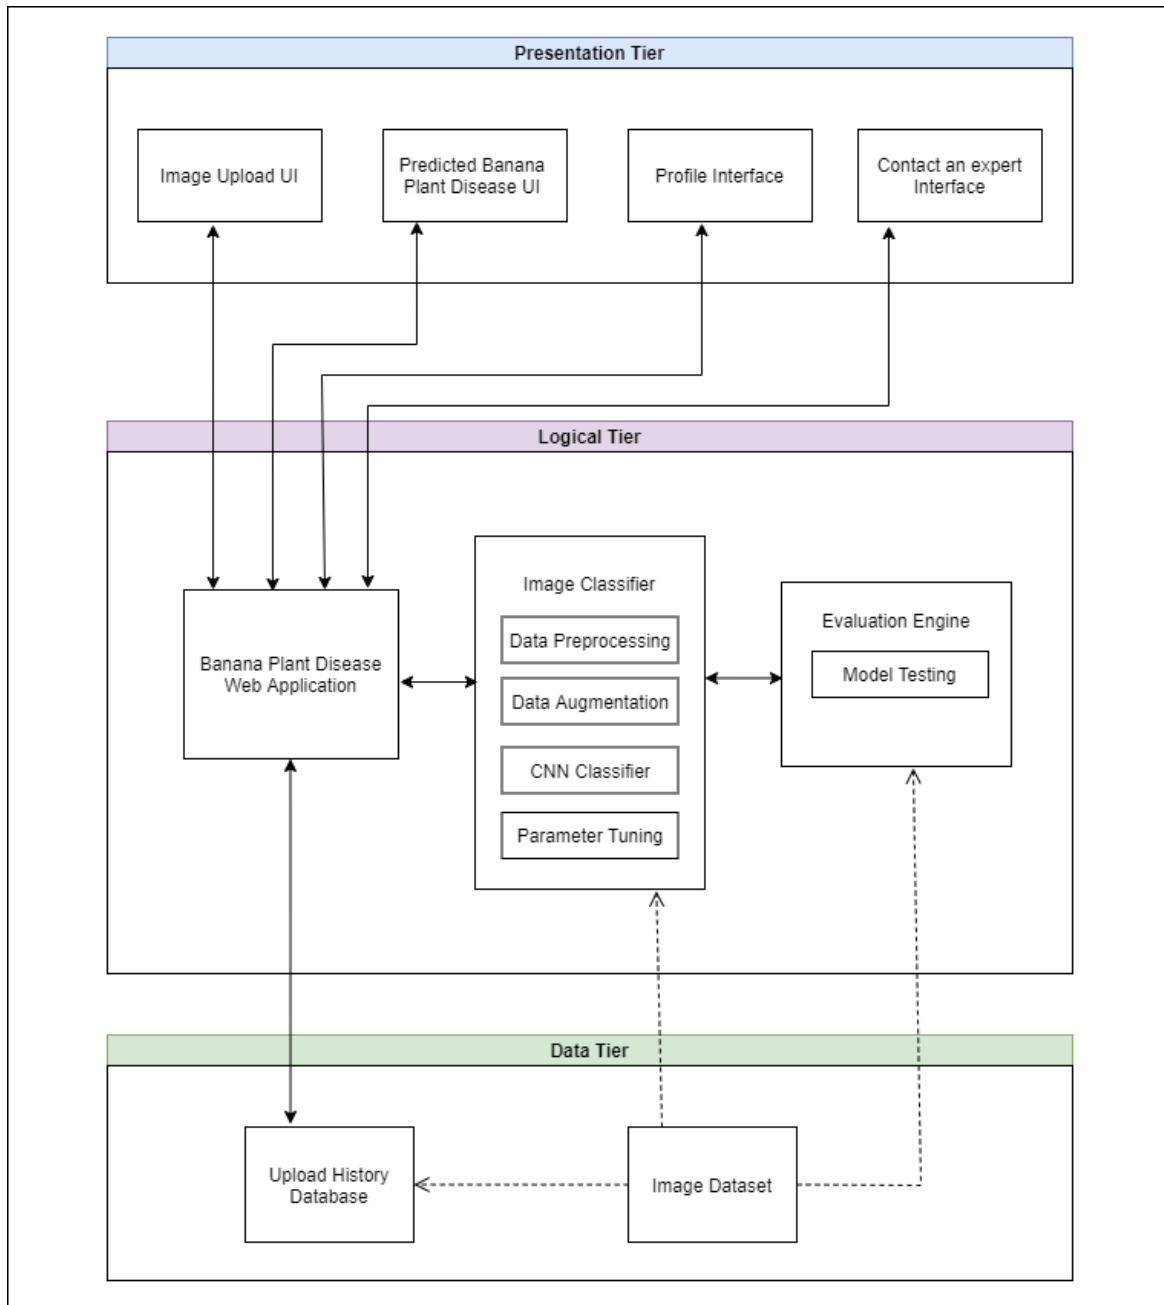 Presentation Tier
Image Upload UI
Predicted Banana
Plant Disease UI
Profile Interface
Contact an expert
Interface
Logical Tier
Banana Plant Disease
Web Application
Image Classifier
Data Preprocessing
Data Augmentation
CNN Classifier
Parameter Tuning
Evaluation Engine
Model Testing
Data Tier
Upload History
Database
Image Dataset